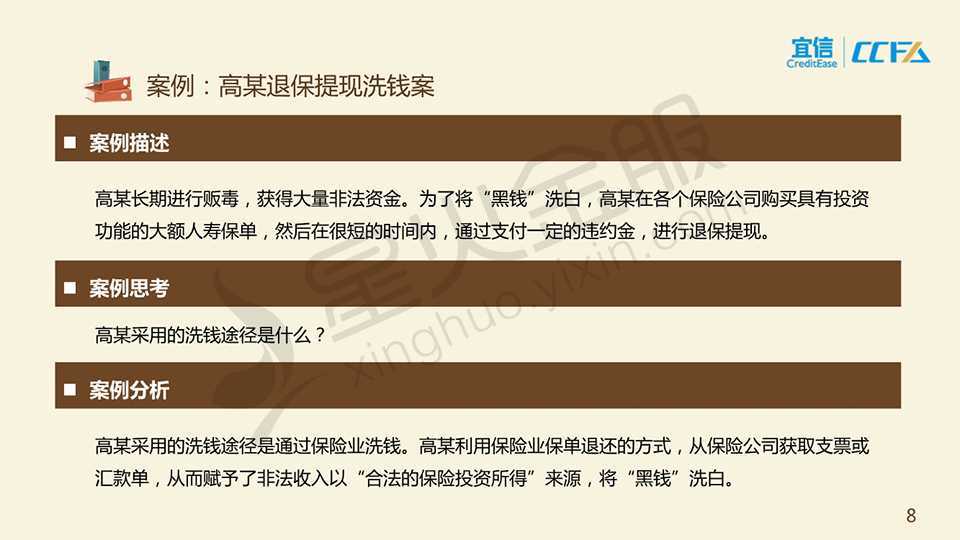 宜信
CreditEase
CCFA
案例：高某退保提现洗钱案
案例描述
高某长期进行贩毒，获得大量非法资金。为了将“黑钱”洗白，高某在各个保险公司购买具有投资
功能的大额人寿保单，然后在很短的时间内，通过支付一定的违约金，进行退保提现。
案例思考
高某采用的洗钱途径是什么？
案例分析
高某采用的洗钱途径是通过保险业洗钱。高某利用保险业保单退还的方式，从保险公司获取支票或
汇款单，从而赋予了非法收入以“合法的保险投资所得”来源，将“黑钱”洗白。
星火金服
xinghuo.yixin.com
8